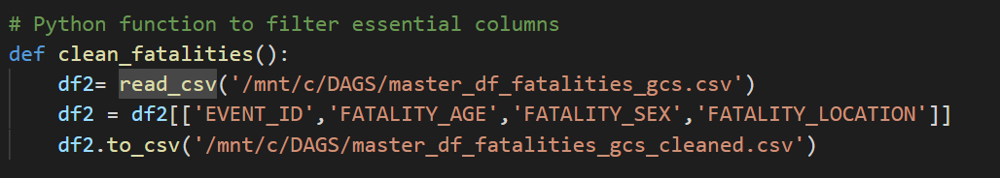 # Python function to filter essential columns
def clean_fatalities():
    df2= read_csv('/mnt/c/DAGS/master_df_fatalities_gcs.csv')
    df2 = df2[['EVENT_ID','FATALITY_AGE','FATALITY_SEX','FATALITY_LOCATION']]
    df2.to_csv('/mnt/c/DAGS/master_df_fatalities_gcs_cleaned.csv')